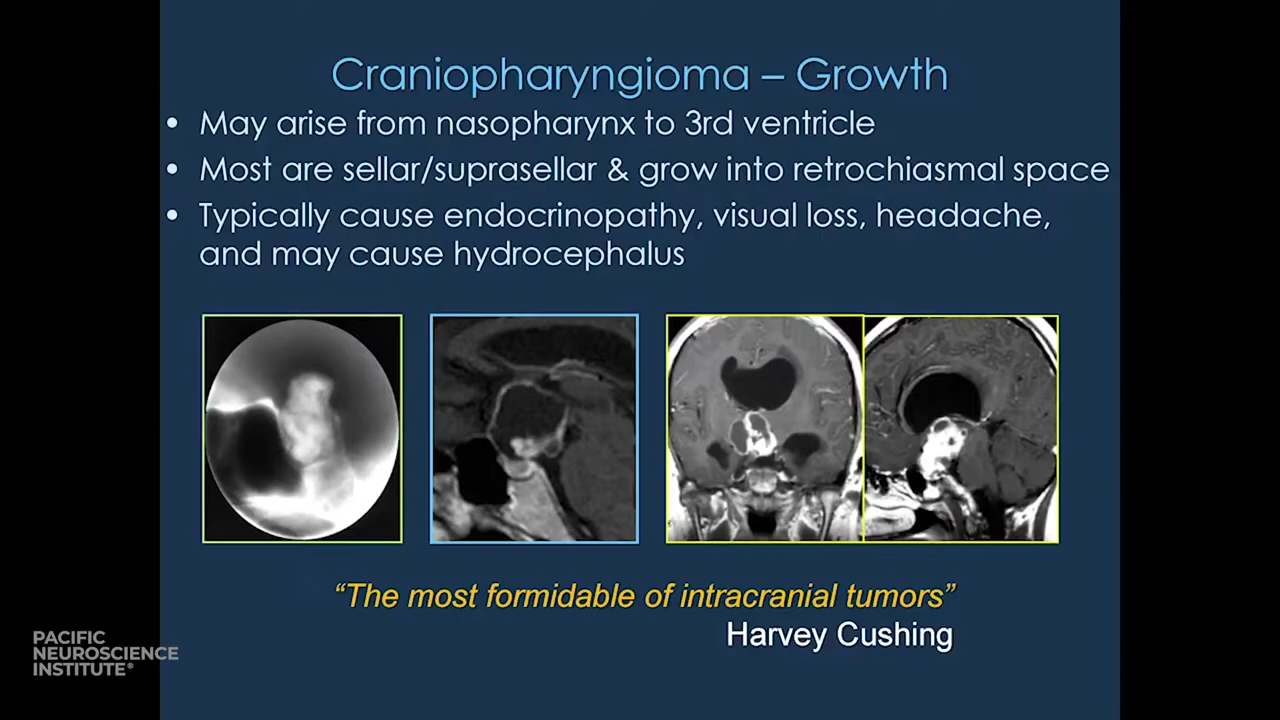 Craniopharyngioma – Growth
• May arise from nasopharynx to 3rd ventricle
• Most are sellar/suprasellar & grow into retrochiasmal space
• Typically cause endocrinopathy, visual loss, headache,
and may cause hydrocephalus
“The most formidable of intracranial tumors”
Harvey Cushing
PACIFIC
NEUROSCIENCE
INSTITUTE®